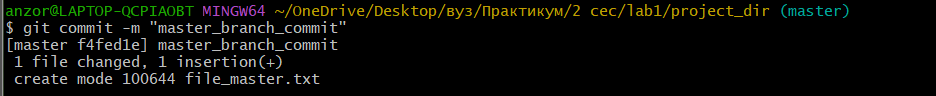 anzor@LAPTOP-QCPIAOBT MINGW64 ~/OneDrive/Desktop/вуз/Практикум/2 сес/lab1/project_dir (master)
$ git commit -m "master_branch_commit"
[master f4fed1e] master_branch_commit
 1 file changed, 1 insertion(+)
 create mode 100644 file_master.txt